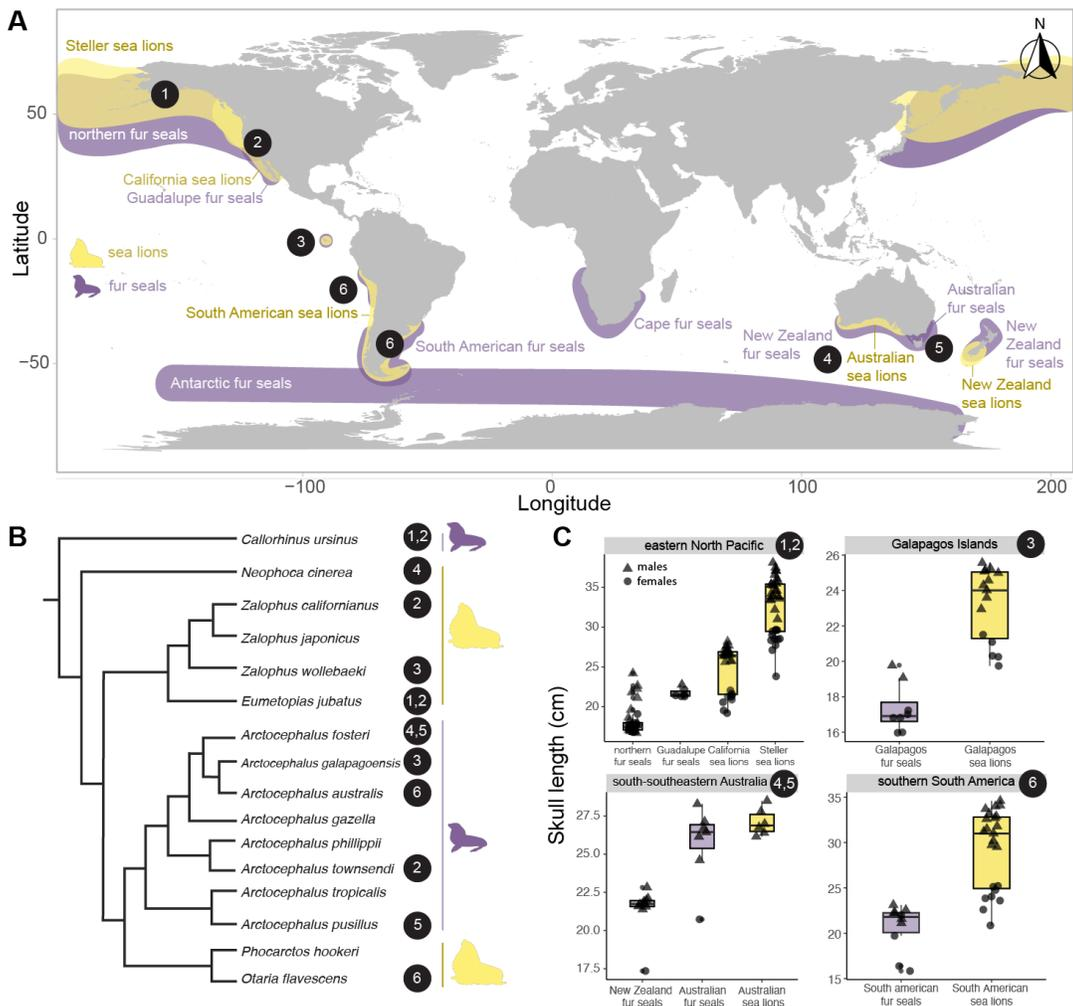 A
N
Steller sea lions
1
50
northern fur seals
2
California sea lions
Guadalupe fur seals
Latitude
0
3
sea lions
fur seals
6
South American sea lions
6
South American fur seals
Cape fur seals
Australian
fur seals
New Zealand
fur seals
4
Australian
sea lions
5
New
Zealand
fur seals
New Zealand
sea lions
−50
Antarctic fur seals
−100
0
100
200
Longitude
B
Callorhinus ursinus 1,2
Neophoca cinerea 4
Zalophus californianus 2
Zalophus japonicus
Zalophus wollebaeki 3
Eumetopias jubatus 1,2
Arctocephalus fosteri 4,5
Arctocephalus galapagoensis 3
Arctocephalus australis 6
Arctocephalus gazella
Arctocephalus phillippii
Arctocephalus townsendi 2
Arctocephalus tropicalis
Arctocephalus pusillus 5
Phocarctos hookeri
Otaria flavescens 6
C
Skull length (cm)
eastern North Pacific 1,2
males
females
35
30
25
20
northern
fur seals
Guadalupe
fur seals
California
sea lions
Steller
sea lions
Galapagos Islands 3
26
24
22
20
18
16
Galapagos
fur seals
Galapagos
sea lions
south-southeastern Australia 4,5
27.5
25.0
22.5
20.0
17.5
New Zealand
fur seals
Australian
fur seals
Australian
sea lions
southern South America 6
35
30
25
20
15
South american
fur seals
South American
sea lions